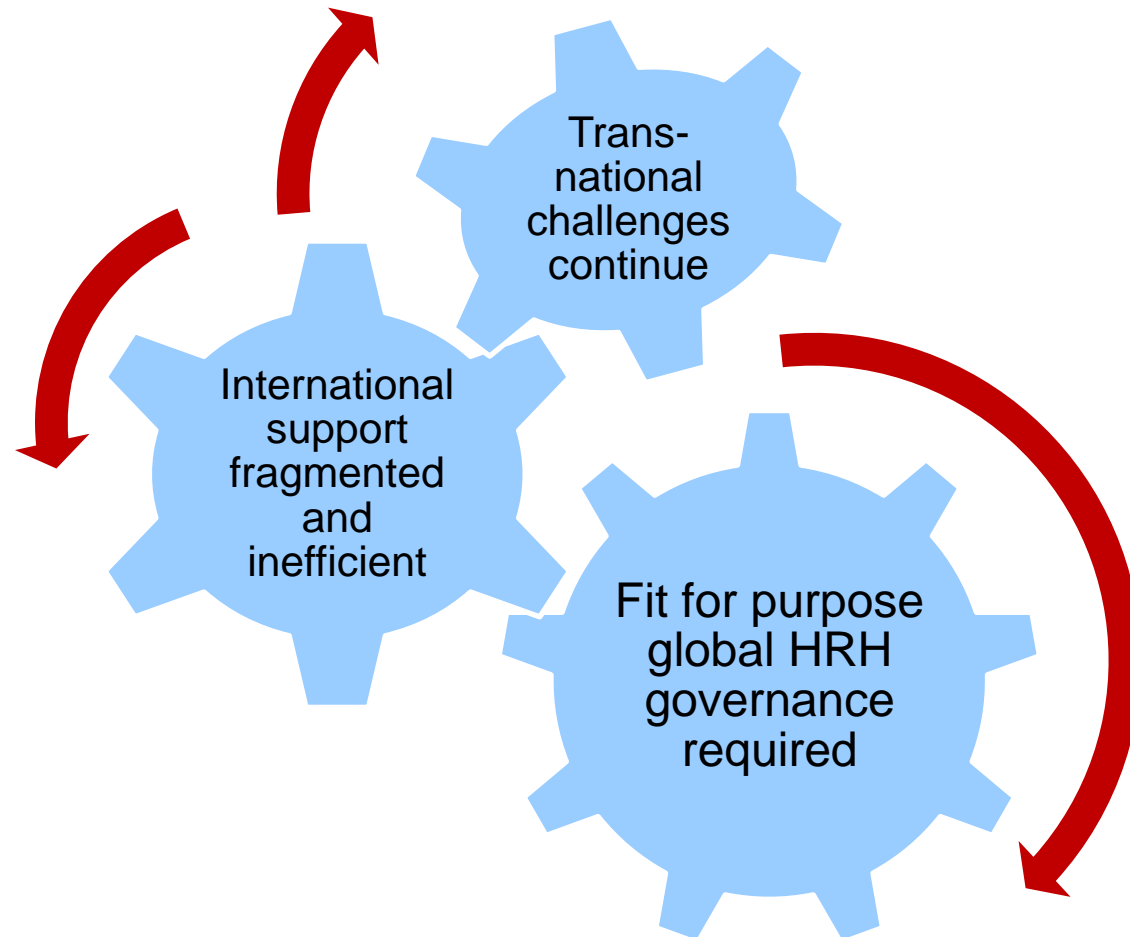 Trans-
national
challenges
continue
International
support
fragmented
and
inefficient
Fit for purpose
global HRH
governance
required